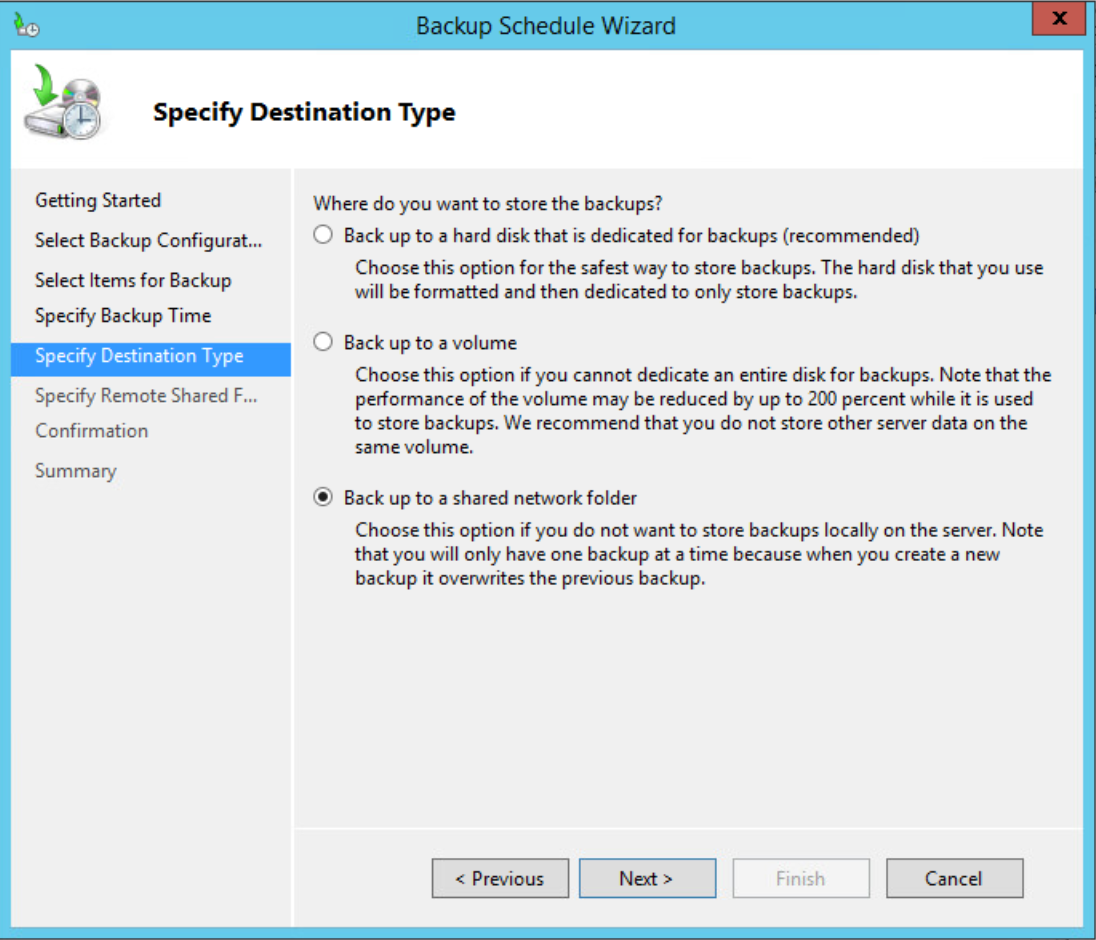 Backup Schedule Wizard
x
Specify Destination Type
Getting Started
Select Backup Configurat...
Select Items for Backup
Specify Backup Time
Specify Destination Type
Specify Remote Shared F...
Confirmation
Summary
Where do you want to store the backups?
Back up to a hard disk that is dedicated for backups (recommended)
Choose this option for the safest way to store backups. The hard disk that you use
will be formatted and then dedicated to only store backups.
Back up to a volume
Choose this option if you cannot dedicate an entire disk for backups. Note that the
performance of the volume may be reduced by up to 200 percent while it is used
to store backups. We recommend that you do not store other server data on the
same volume.
Back up to a shared network folder
Choose this option if you do not want to store backups locally on the server. Note
that you will only have one backup at a time because when you create a new
backup it overwrites the previous backup.
< Previous
Next >
Finish
Cancel